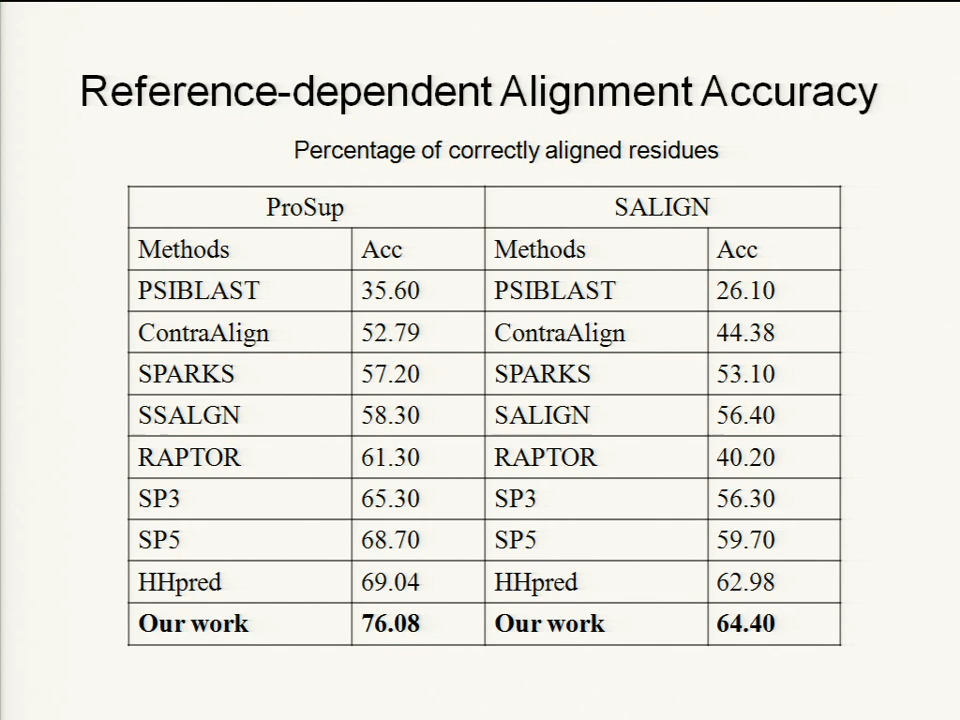 Reference-dependent Alignment Accuracy
Percentage of correctly aligned residues
ProSup SALIGN
Methods Acc Methods Acc
PSIBLAST 35.60 PSIBLAST 26.10
ContraAlign 52.79 ContraAlign 44.38
SPARKS 57.20 SPARKS 53.10
SSALGN 58.30 SALIGN 56.40
RAPTOR 61.30 RAPTOR 40.20
SP3 65.30 SP3 56.30
SP5 68.70 SP5 59.70
HHpred 69.04 HHpred 62.98
Our work 76.08 Our work 64.40